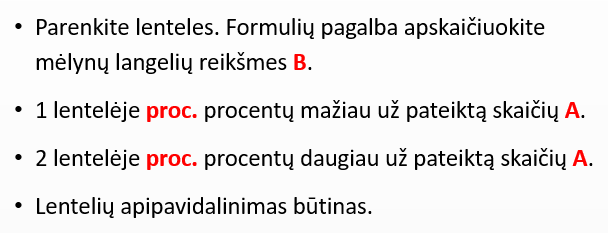 • Parenkite lenteles. Formulių pagalba apskaičiuokite
mėlynų langelių reikšmes B.
• 1 lentelėje proc. procentų mažiau už pateiktą skaičių A.
• 2 lentelėje proc. procentų daugiau už pateiktą skaičių A.
• Lentelių apipavidalinimas būtinas.